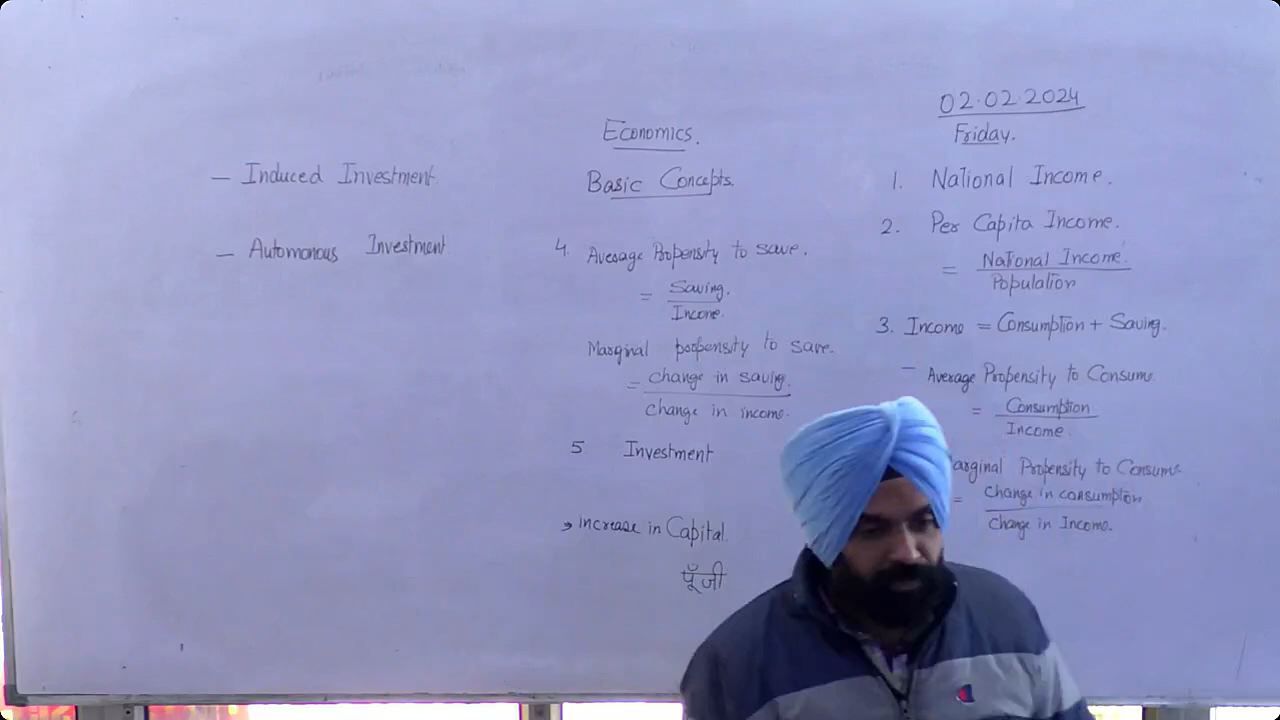 02.02.2024
Friday.
1. National Income.
2. Per Capita Income.
= National Income
Population
3. Income = Consumption + Saving.
- Average Propensity to Consume
= Consumption
Income.
arginal Propensity to Consume
= change in consumption
change in Income.
Economics.
Basic Concepts.
4. Average Propensity to save.
= Saving.
Income.
Marginal propensity to save.
= change in saving.
change in income.
5 Investment
→ increase in Capital.
पूँजी
- Induced Investment
- Automonous Investment